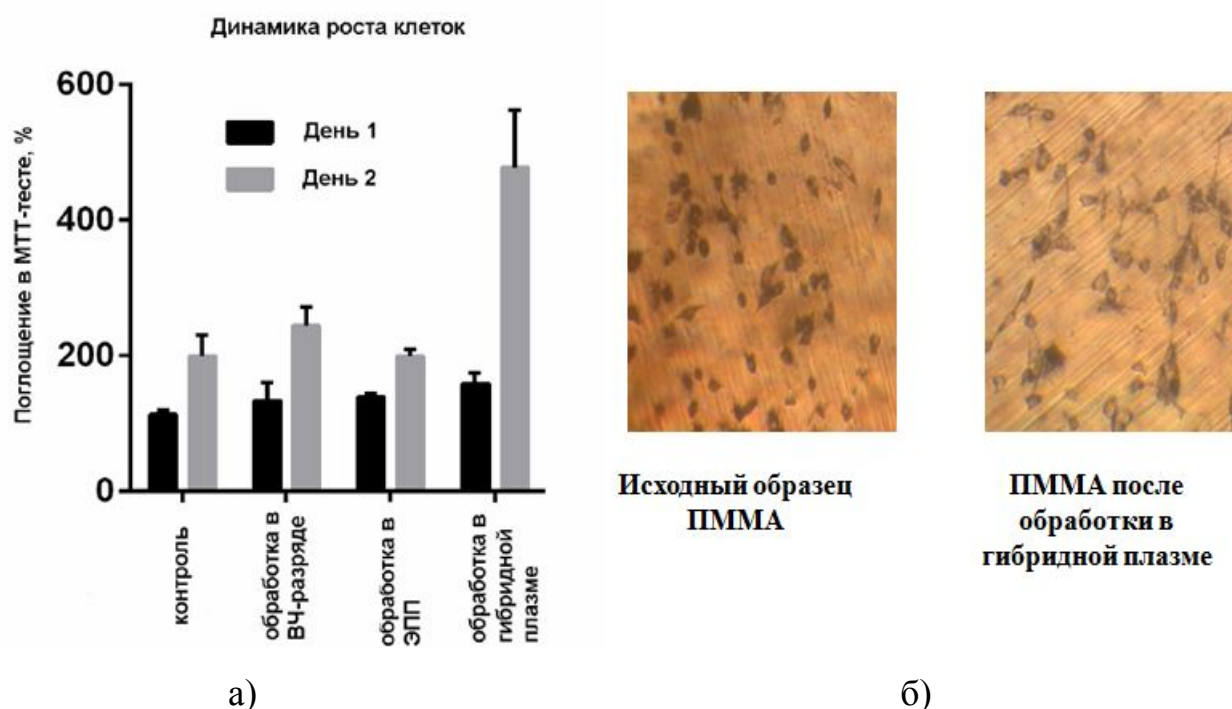 Динамика роста клеток
Поглощение в МТТ-тесте, %
600
400
200
0
День 1
День 2
контроль
обработка в
ВЧ-разряде
обработка в
ЭПП
обработка в
гибридной
плазме
а)
Исходный образец
ПММА
ПММА после
обработки в
гибридной плазме
б)